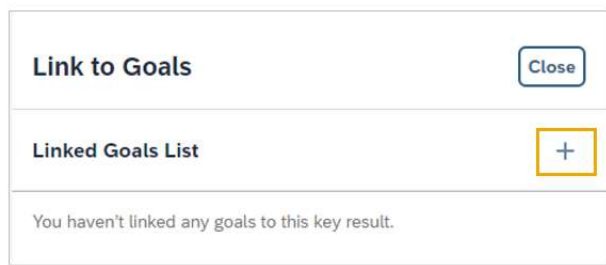 Link to Goals
Close
Linked Goals List
+
You haven't linked any goals to this key result.